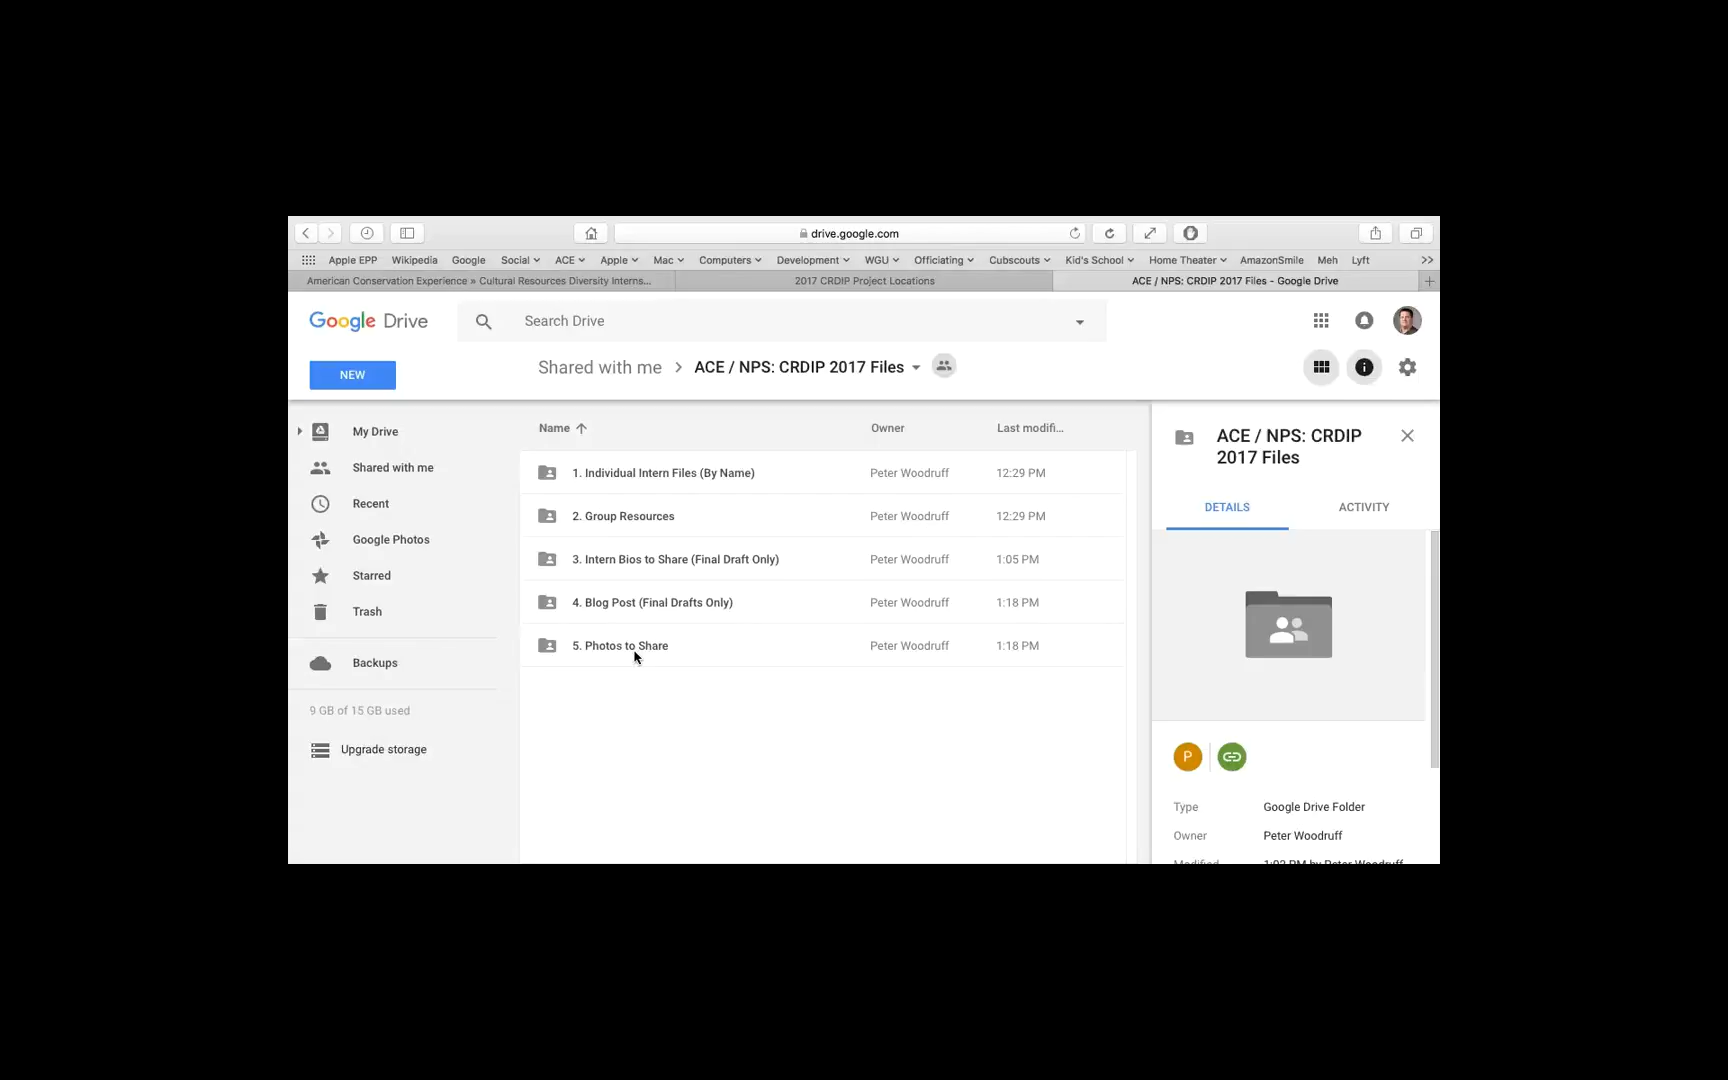 drive.google.com
Apple EPP Wikipedia Google Social ACE Apple Mac Computers Development WGU Officiating Cubscouts Kid's School Home Theater AmazonSmile Meh Lyft >>
American Conservation Experience » Cultural Resources Diversity Interns... 2017 CRDIP Project Locations ACE / NPS: CRDIP 2017 Files - Google Drive
Google Drive Search Drive
NEW Shared with me > ACE / NPS: CRDIP 2017 Files
My Drive
Shared with me
Recent
Google Photos
Starred
Trash
Backups
9 GB of 15 GB used
Upgrade storage
Name Owner Last modifi...
1. Individual Intern Files (By Name) Peter Woodruff 12:29 PM
2. Group Resources Peter Woodruff 12:29 PM
3. Intern Bios to Share (Final Draft Only) Peter Woodruff 1:05 PM
4. Blog Post (Final Drafts Only) Peter Woodruff 1:18 PM
5. Photos to Share Peter Woodruff 1:18 PM
ACE / NPS: CRDIP
2017 Files
DETAILS ACTIVITY
P
Type Google Drive Folder
Owner Peter Woodruff
Modified 1:02 PM by Peter Woodruff